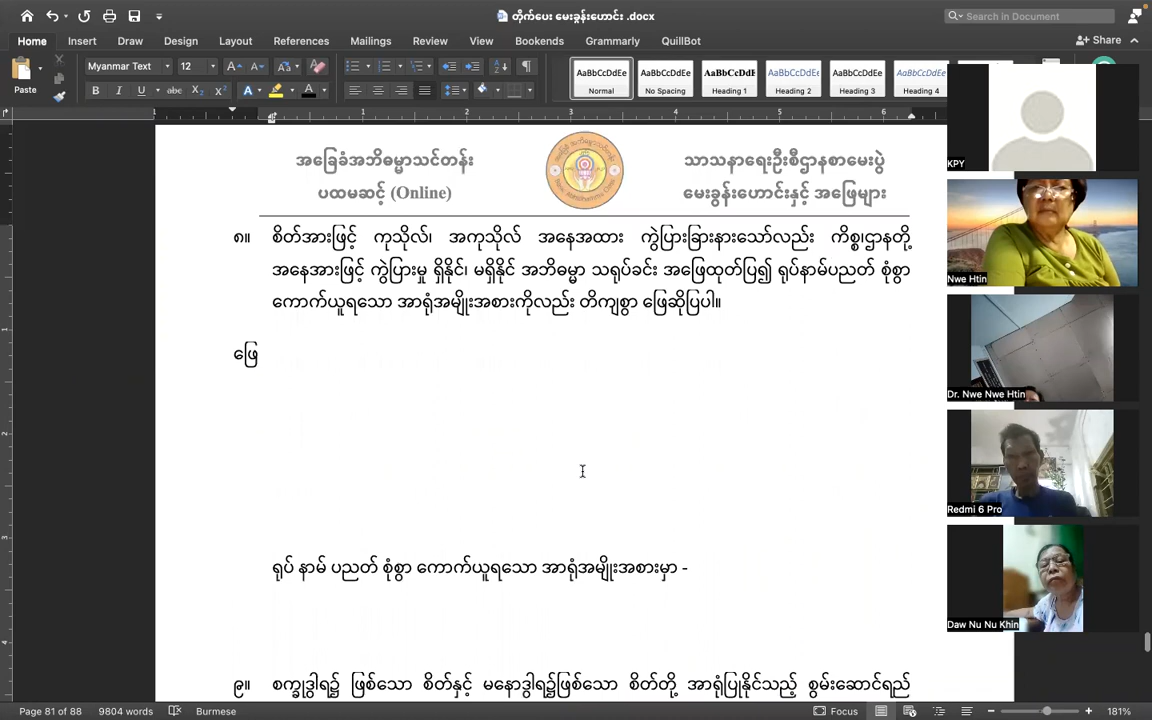 တိုက်ပေး မေးခွန်းဟောင်း .docx
Search in Document
Home Insert Draw Design Layout References Mailings Review View Bookends Grammarly QuillBot
Share
Paste
Myanmar Text 12
AaBbCcDdEe AaBbCcDdEe AaBbCcDdE AaBbCcDdEe AaBbCcDdEe AaBbCcDdEe
Normal No Spacing Heading 1 Heading 2 Heading 3 Heading 4
1 2 3 4 5 6
အခြေခံအဘိဓမ္မာသင်တန်း
ပထမဆင့် (Online)
သာသနာရေးဦးစီဌာနစာမေးပွဲ
မေးခွန်းဟောင်းနှင့် အဖြေများ
၈။ စိတ်အားဖြင့် ကုသိုလ်၊ အကုသိုလ် အနေအထား ကွဲပြားခြားနားသော်လည်း ကိစ္စ၊ဌာနတို့
အနေအားဖြင့် ကွဲပြားမှု ရှိနိုင်၊ မရှိနိုင် အဘိဓမ္မာ သရုပ်ခင်း အဖြေထုတ်ပြ၍ ရုပ်နာမ်ပညတ် စုံစွာ
ကောက်ယူရသော အာရုံအမျိုးအစားကိုလည်း တိကျစွာ ဖြေဆိုပြပါ။
ဖြေ
ရုပ် နာမ် ပညတ် စုံစွာ ကောက်ယူရသော အာရုံအမျိုးအစားမှာ -
၉။ စက္ခုဒွါရ၌ ဖြစ်သော စိတ်နှင့် မနောဒွါရ၌ဖြစ်သော စိတ်တို့ အာရုံပြုနိုင်သည့် စွမ်းဆောင်ရည်
KPY
Nwe Htin
Dr. Nwe Nwe Htin
Redmi 6 Pro
Daw Nu Nu Khin
Page 81 of 88 9804 words Burmese Focus 181%